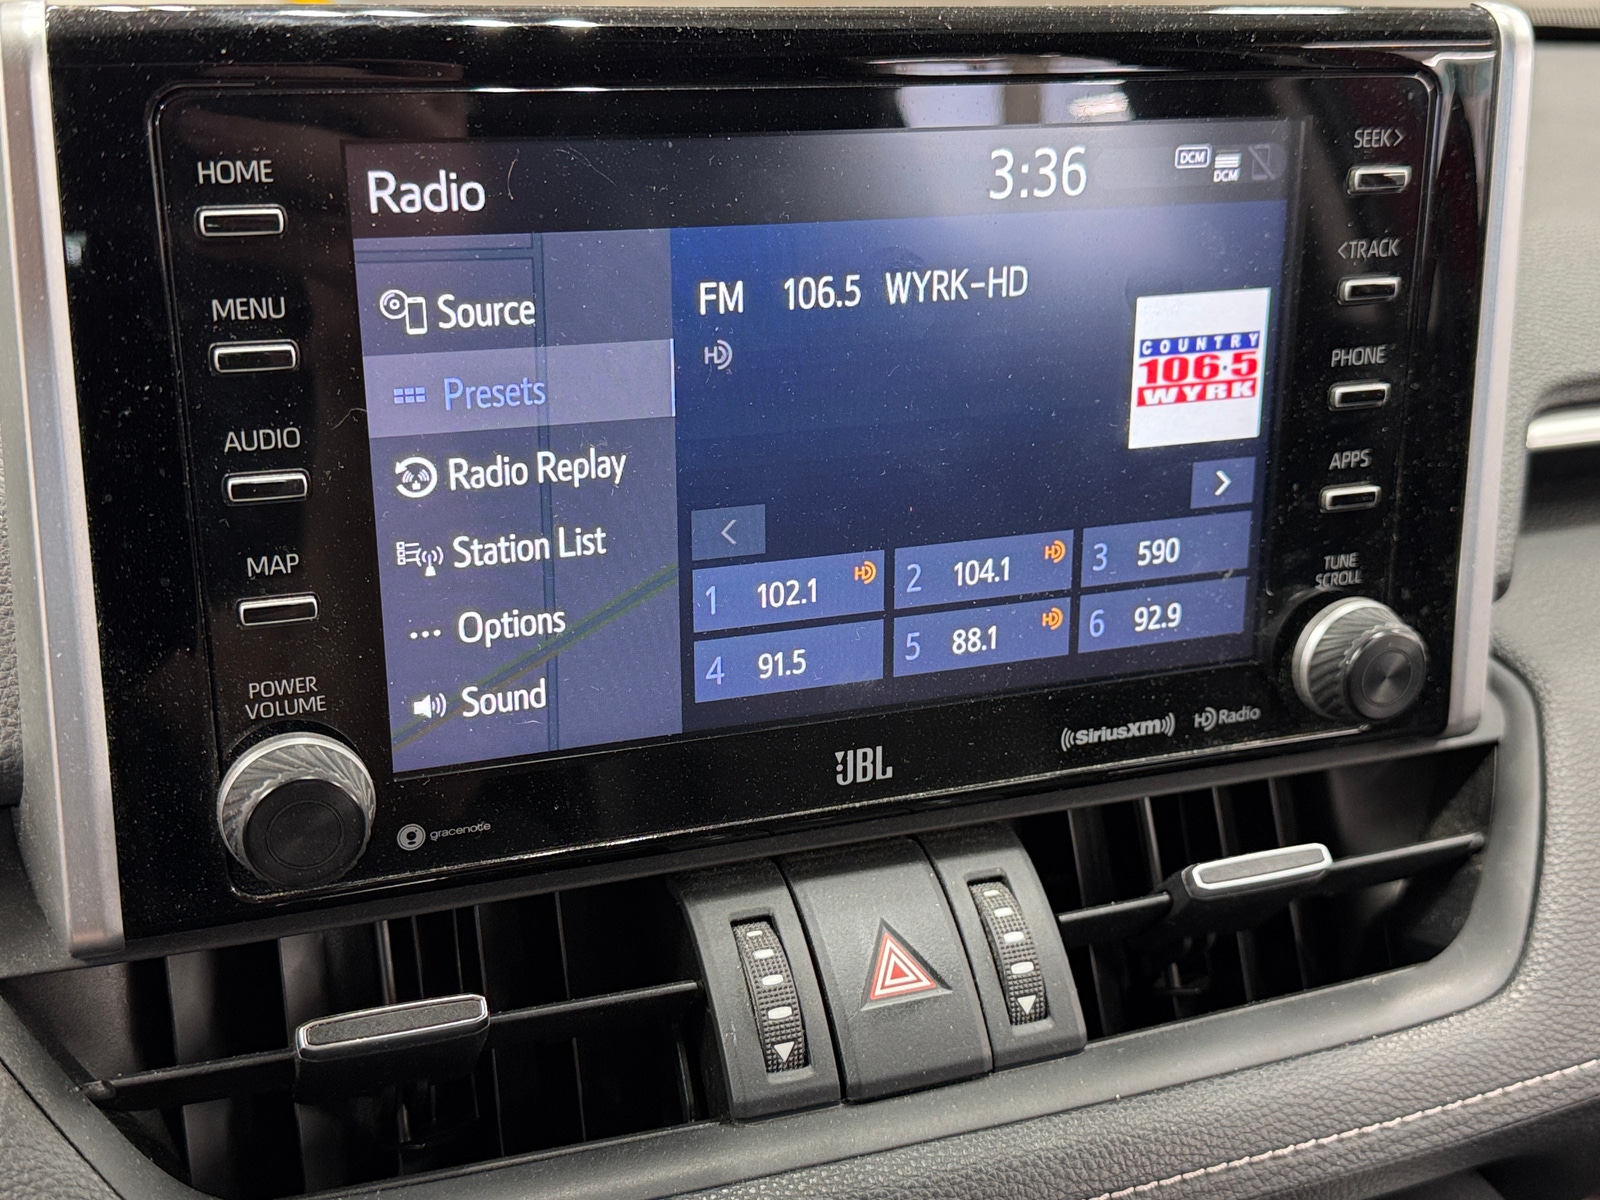 HOME
MENU
AUDIO
MAP
POWER
VOLUME
Radio
3:36
DCM
DCM
Source
Presets
Radio Replay
Station List
... Options
Sound
FM 106.5 WYRK-HD
HD
COUNTRY
106.5
WYRK
<
>
1 102.1 HD
2 104.1 HD
3 590
4 91.5
5 88.1 HD
6 92.9
SEEK>
<TRACK
PHONE
APPS
TUNE
SCROLL
gracenote
JBL
((SiriusXM))
HD Radio